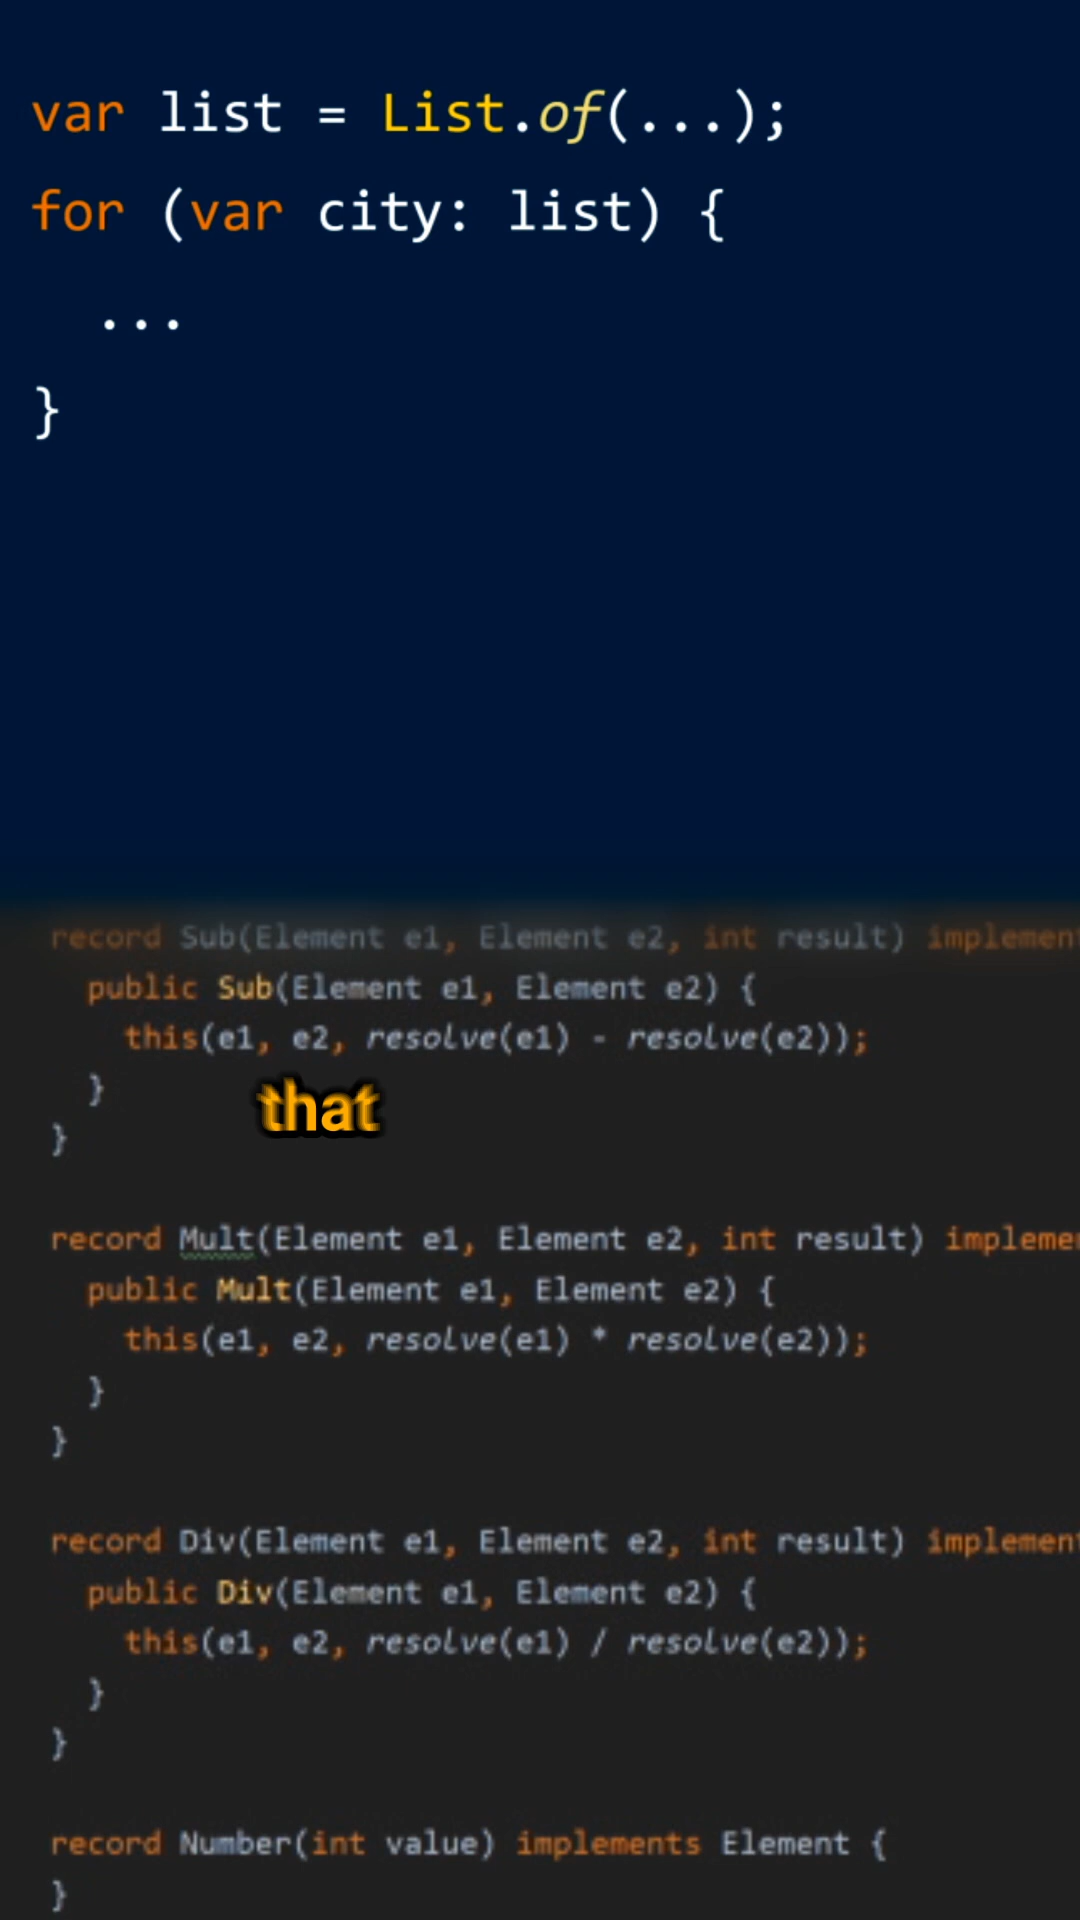 var list = List.of(...);
for (var city: list) {
...
}
record Sub(Element e1, Element e2, int result) implement
public Sub(Element e1, Element e2) {
this(e1, e2, resolve(e1) - resolve(e2));
}
that
}
record Mult(Element e1, Element e2, int result) impleme
public Mult(Element e1, Element e2) {
this(e1, e2, resolve(e1) * resolve(e2));
}
}
record Div(Element e1, Element e2, int result) implement
public Div(Element e1, Element e2) {
this(e1, e2, resolve(e1) / resolve(e2));
}
}
record Number(int value) implements Element {
}